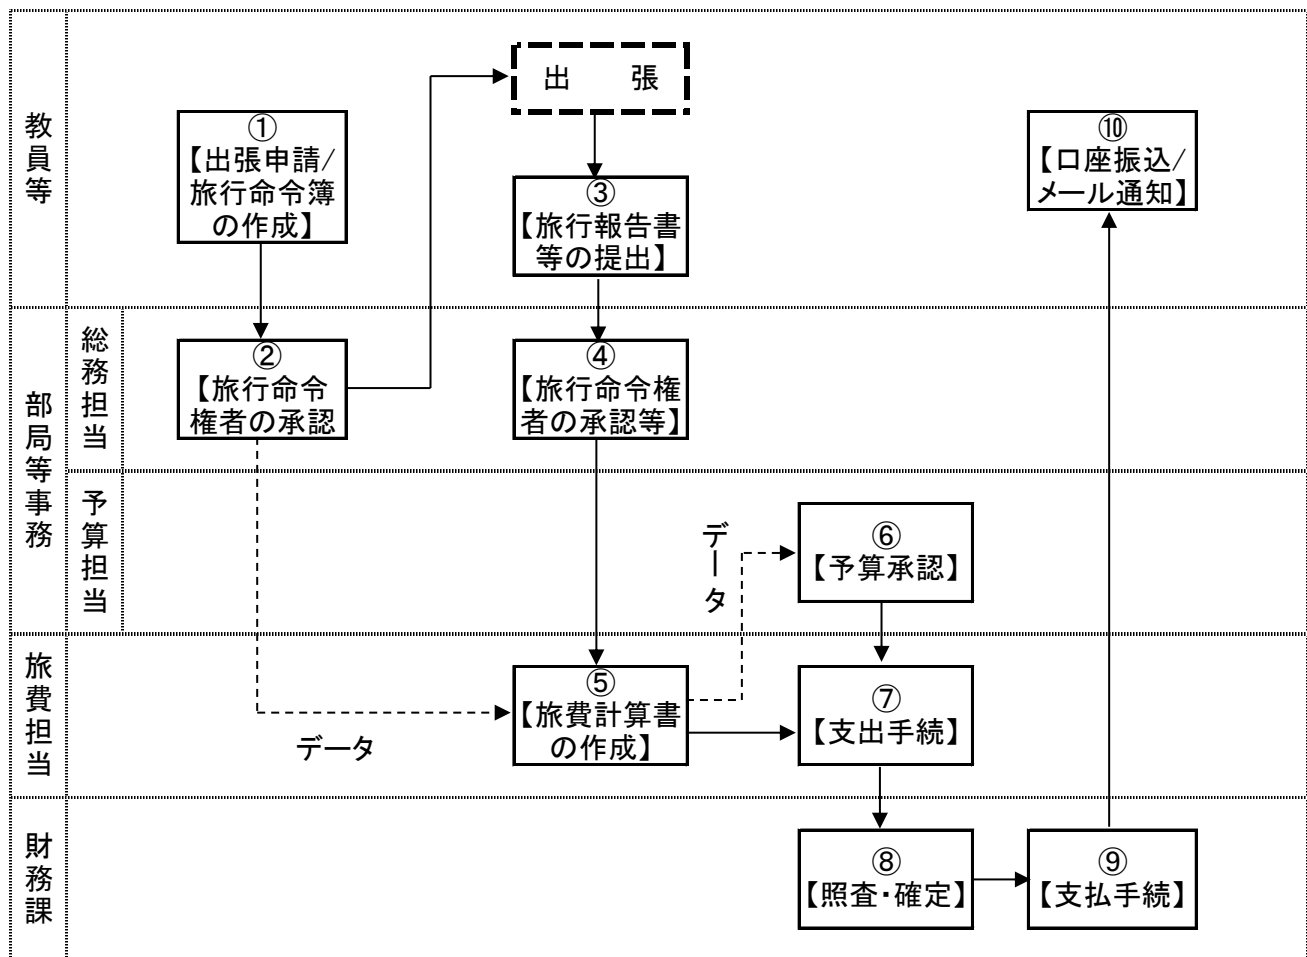 教員等
部局等事務
総務担当
予算担当
旅費担当
財務課
出 張
①
【出張申請/
旅行命令簿
の作成】
②
【旅行命令
権者の承認
③
【旅行報告書
等の提出】
④
【旅行命令権
者の承認等】
データ
⑤
【旅費計算書
の作成】
データ
⑥
【予算承認】
⑦
【支出手続】
⑧
【照査・確定】
⑨
【支払手続】
⑩
【口座振込/
メール通知】